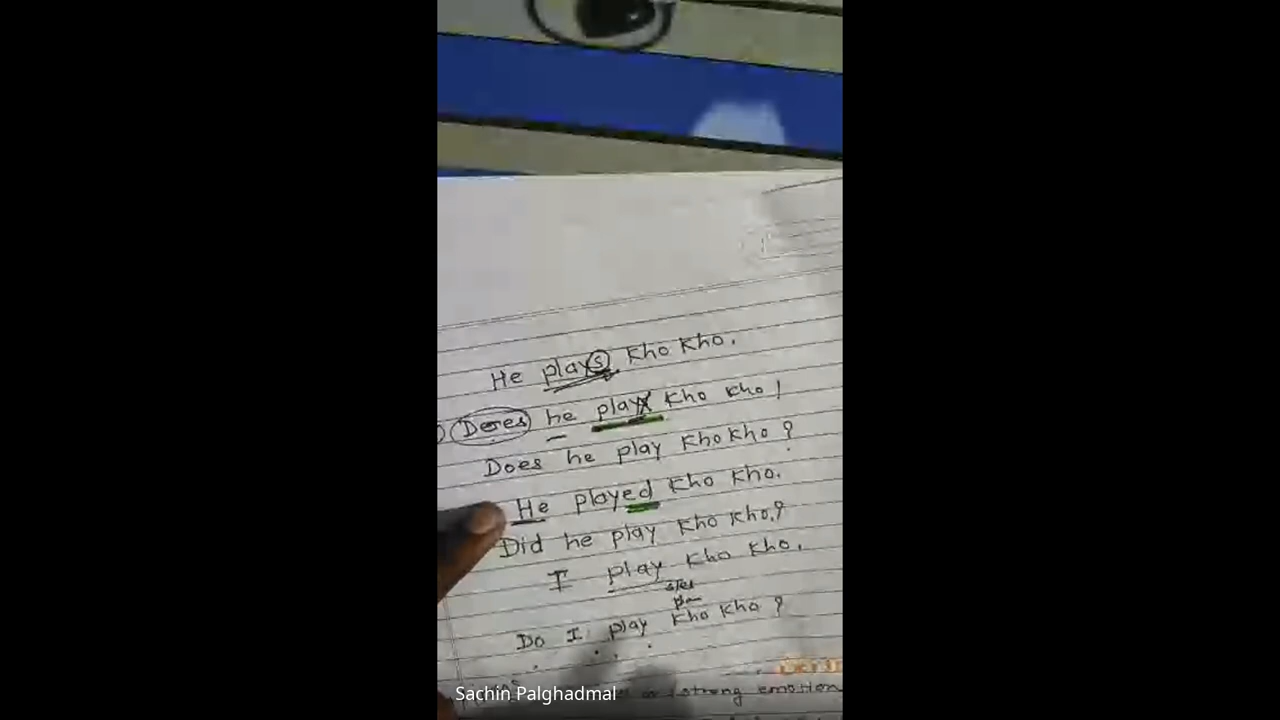 He plays Kho Kho.
Does he play Kho Kho !
Does he play Kho Kho ?
He played Kho Kho.
Did he play Kho Kho.?
I play Kho Kho.
Do I play Kho Kho ?
strong emotion
Sachin Palghadmal